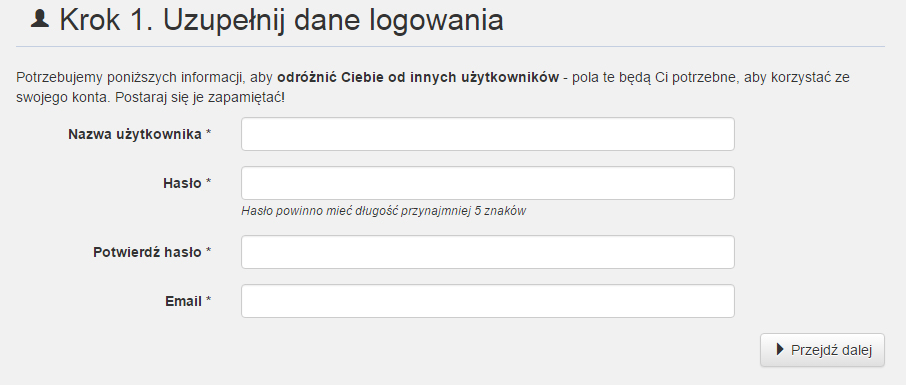 Krok 1. Uzupełnij dane logowania
Potrzebujemy poniższych informacji, aby odróżnić Ciebie od innych użytkowników - pola te będą Ci potrzebne, aby korzystać ze
swojego konta. Postaraj się je zapamiętać!
Nazwa użytkownika *
Hasło *
Hasło powinno mieć długość przynajmniej 5 znaków
Potwierdź hasło *
Email *
Przejdź dalej